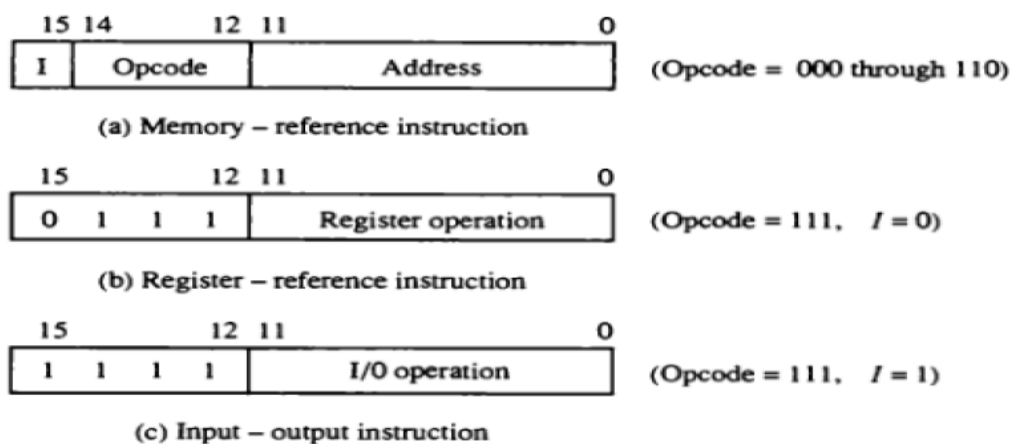 15 14 12 11 0
I Opcode Address (Opcode = 000 through 110)
(a) Memory – reference instruction
15 12 11 0
0 1 1 1 Register operation (Opcode = 111, I = 0)
(b) Register – reference instruction
15 12 11 0
1 1 1 1 I/0 operation (Opcode = 111, I = 1)
(c) Input – output instruction